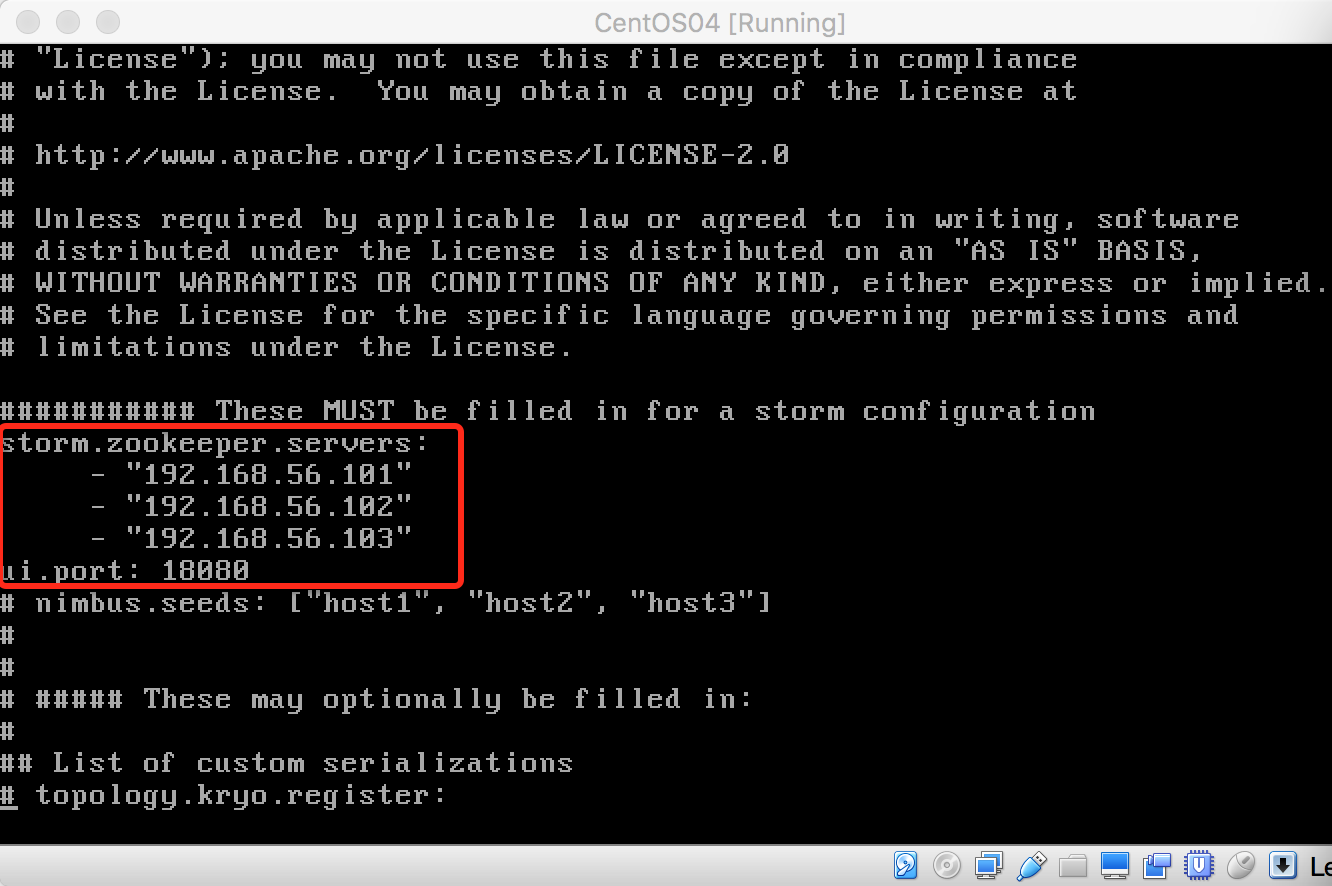 CentOS04 [Running]
# "License"); you may not use this file except in compliance
# with the License.  You may obtain a copy of the License at
#
# http://www.apache.org/licenses/LICENSE-2.0
#
# Unless required by applicable law or agreed to in writing, software
# distributed under the License is distributed on an "AS IS" BASIS,
# WITHOUT WARRANTIES OR CONDITIONS OF ANY KIND, either express or implied.
# See the License for the specific language governing permissions and
# limitations under the License.
########### These MUST be filled in for a storm configuration
storm.zookeeper.servers:
     - "192.168.56.101"
     - "192.168.56.102"
     - "192.168.56.103"
ui.port: 18080
# nimbus.seeds: ["host1", "host2", "host3"]
#
#
# ##### These may optionally be filled in:
#
## List of custom serializations
# topology.kryo.register:
Le